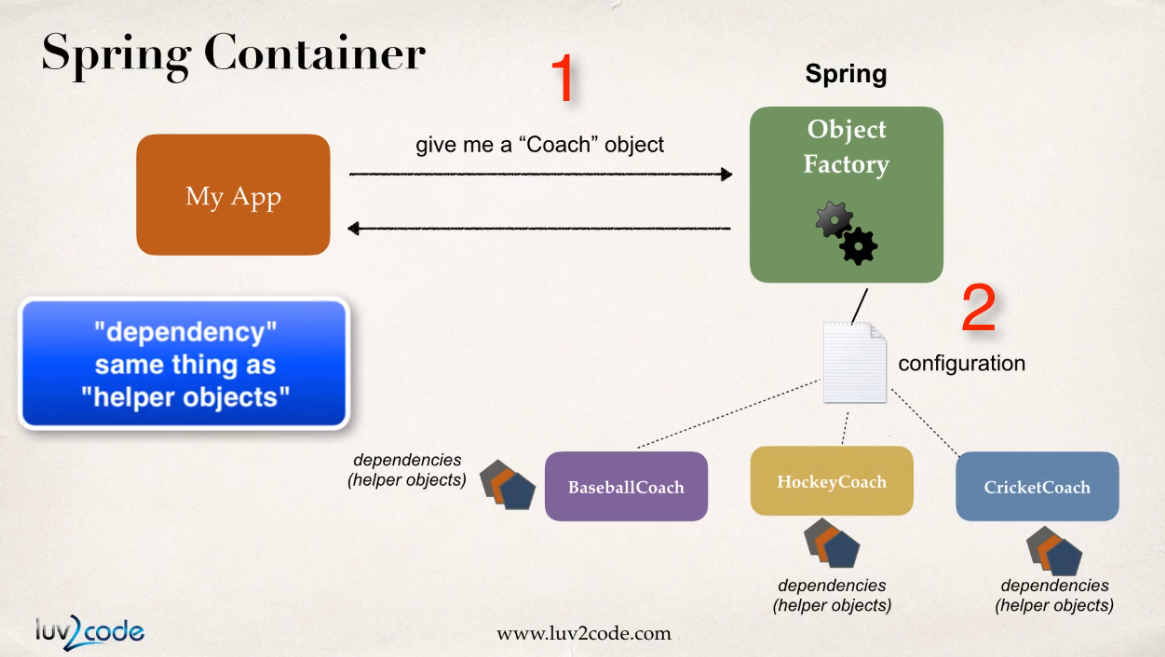 Spring Container
1
Spring
give me a “Coach” object
Object
Factory
My App
2
"dependency"
same thing as
"helper objects"
configuration
dependencies
(helper objects)
BaseballCoach
HockeyCoach
CricketCoach
dependencies
(helper objects)
dependencies
(helper objects)
luv2code
www.luv2code.com